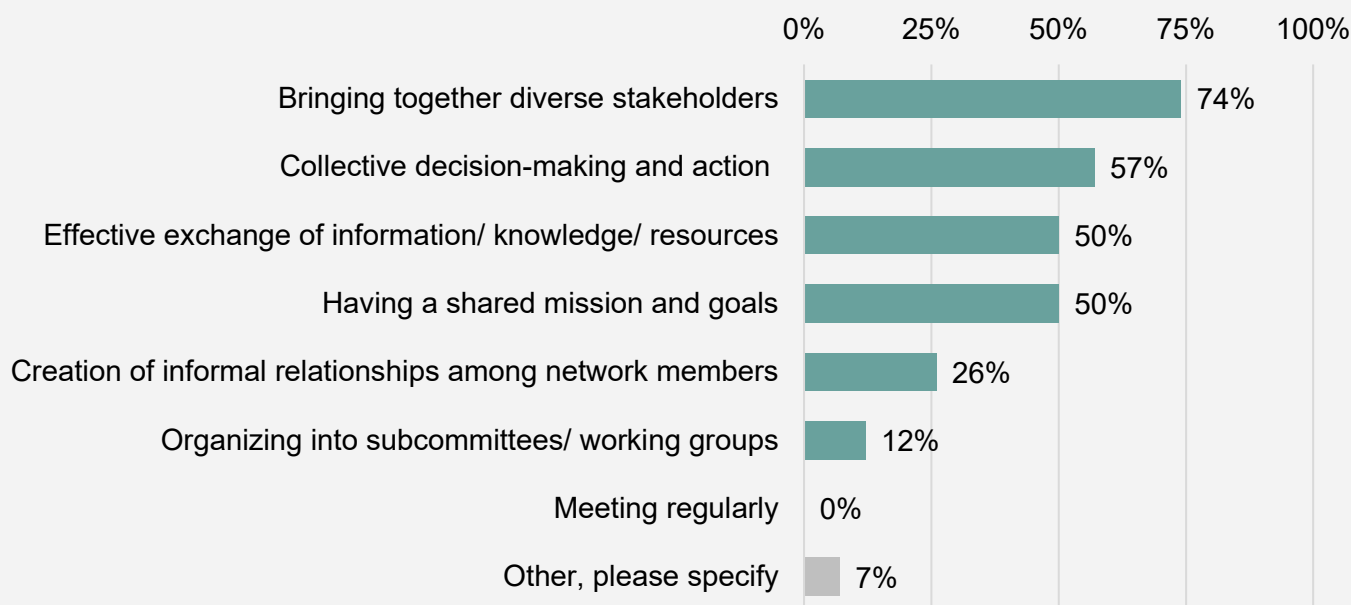 0% 25% 50% 75% 100%
Bringing together diverse stakeholders 74%
Collective decision-making and action 57%
Effective exchange of information/ knowledge/ resources 50%
Having a shared mission and goals 50%
Creation of informal relationships among network members 26%
Organizing into subcommittees/ working groups 12%
Meeting regularly 0%
Other, please specify 7%